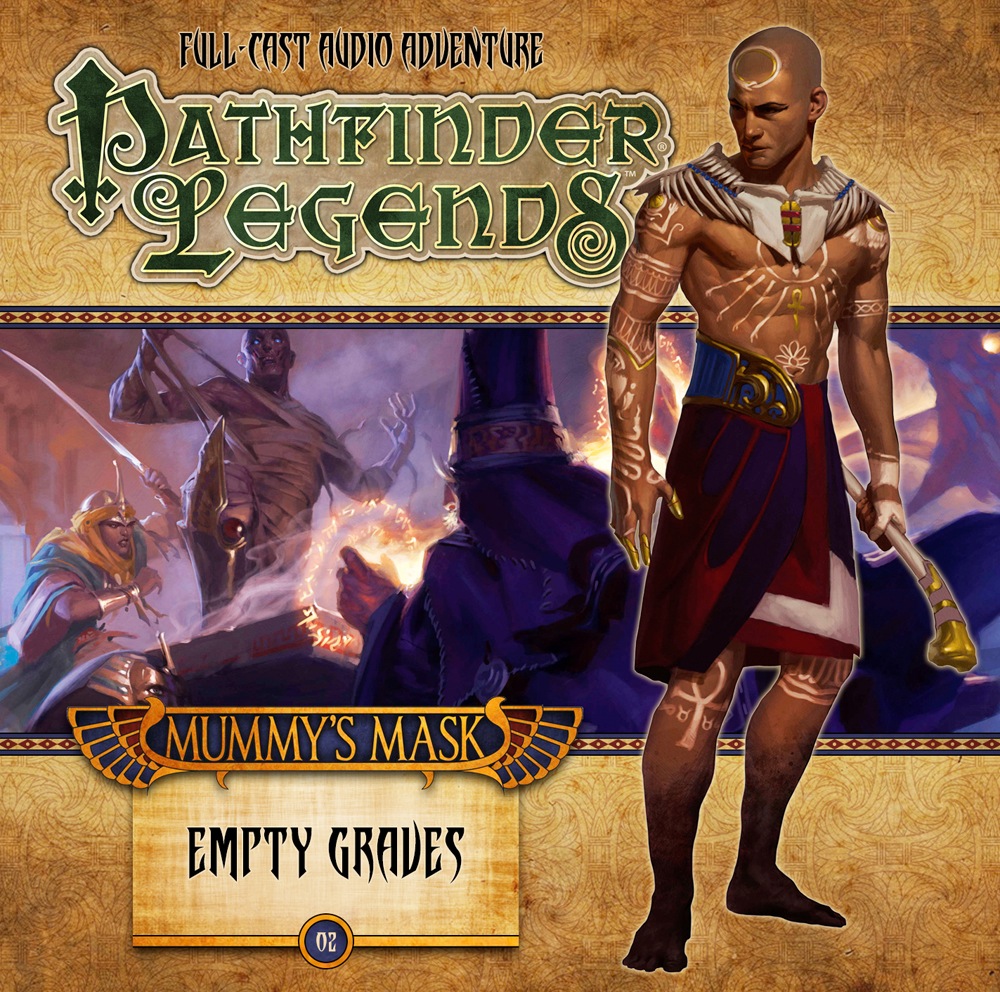 FULL-CAST AUDIO ADVENTURE
PATHFINDER®
LEGENDS™
MUMMY'S MASK
EMPTY GRAVES
02